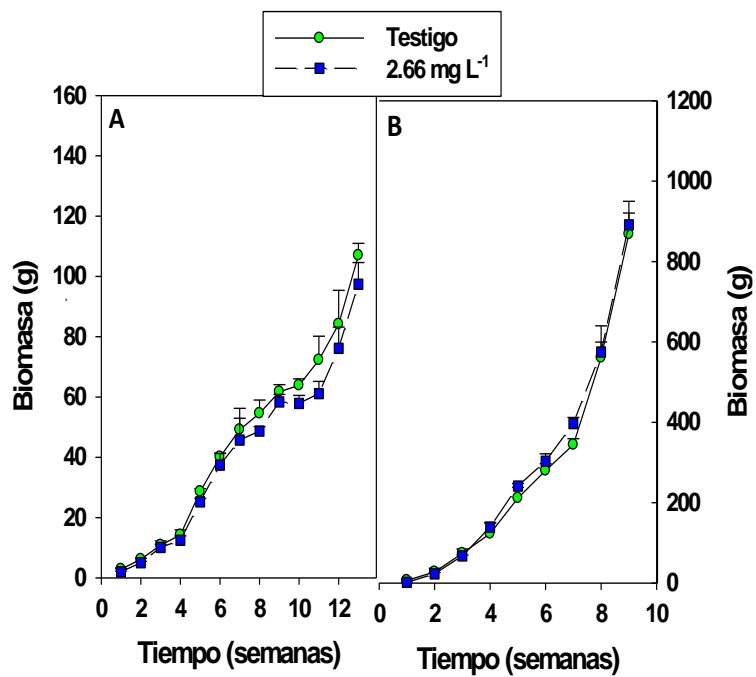 Testigo
2.66 mg L-1
A
B
Biomasa (g)
160
140
120
100
80
60
40
20
0
0 2 4 6 8 10 12
Tiempo (semanas)
1200
1000
800
600
400
200
0
Biomasa (g)
0 2 4 6 8 10
Tiempo (semanas)